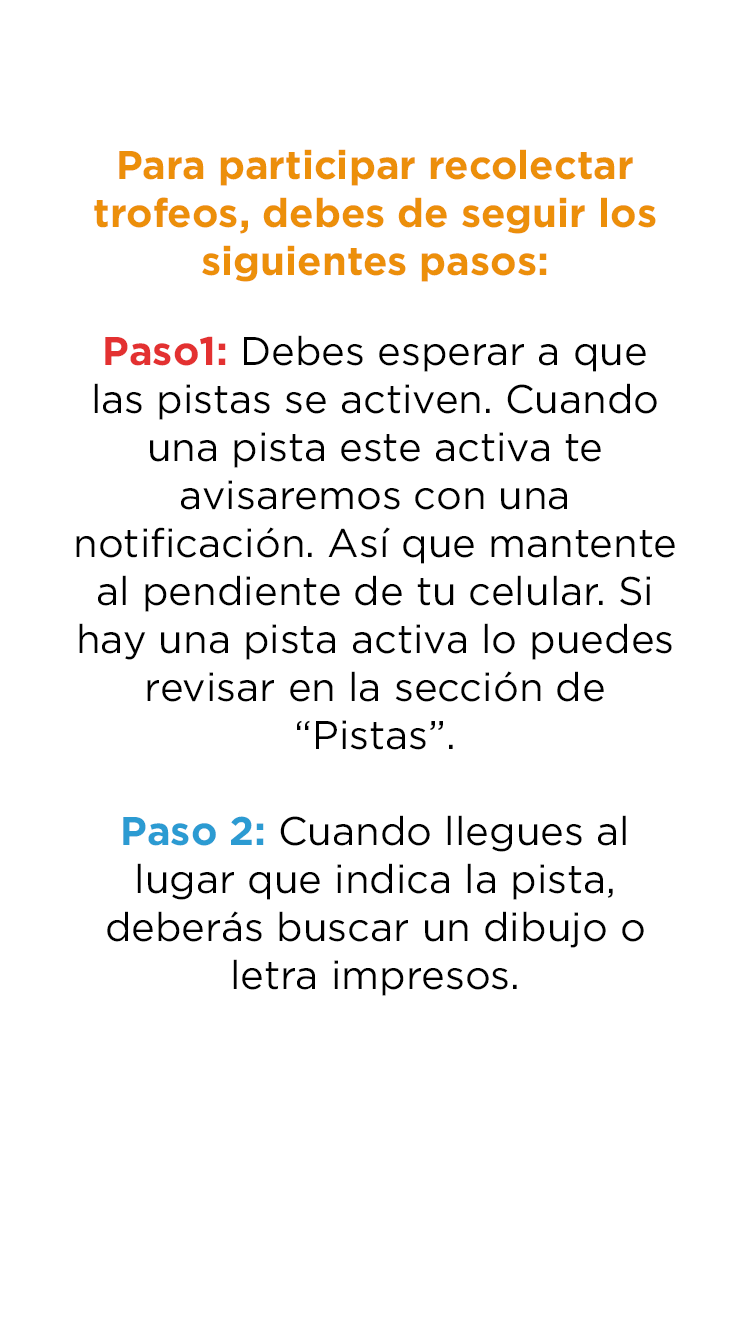 Para participar recolectar
trofeos, debes de seguir los
siguientes pasos:
Paso1: Debes esperar a que
las pistas se activen. Cuando
una pista este activa te
avisaremos con una
notificación. Así que mantente
al pendiente de tu celular. Si
hay una pista activa lo puedes
revisar en la sección de
“Pistas”.
Paso 2: Cuando llegues al
lugar que indica la pista,
deberás buscar un dibujo o
letra impresos.